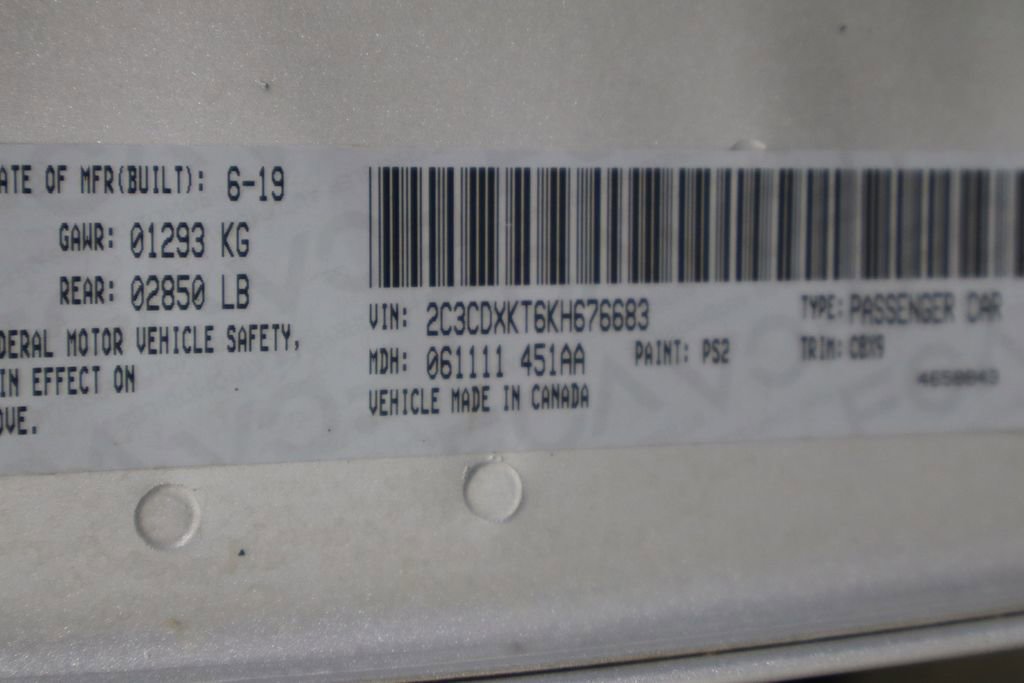 ATE OF MFR(BUILT): 6-19
GAWR: 01293 KG
REAR: 02850 LB
DERAL MOTOR VEHICLE SAFETY,
IN EFFECT ON
OVE.
VIN: 2C3CDXKT6KH676683 TYPE: PASSENGER CAR
MDH: 061111 451AA PAINT: PS2 TRIM: CBX9
VEHICLE MADE IN CANADA